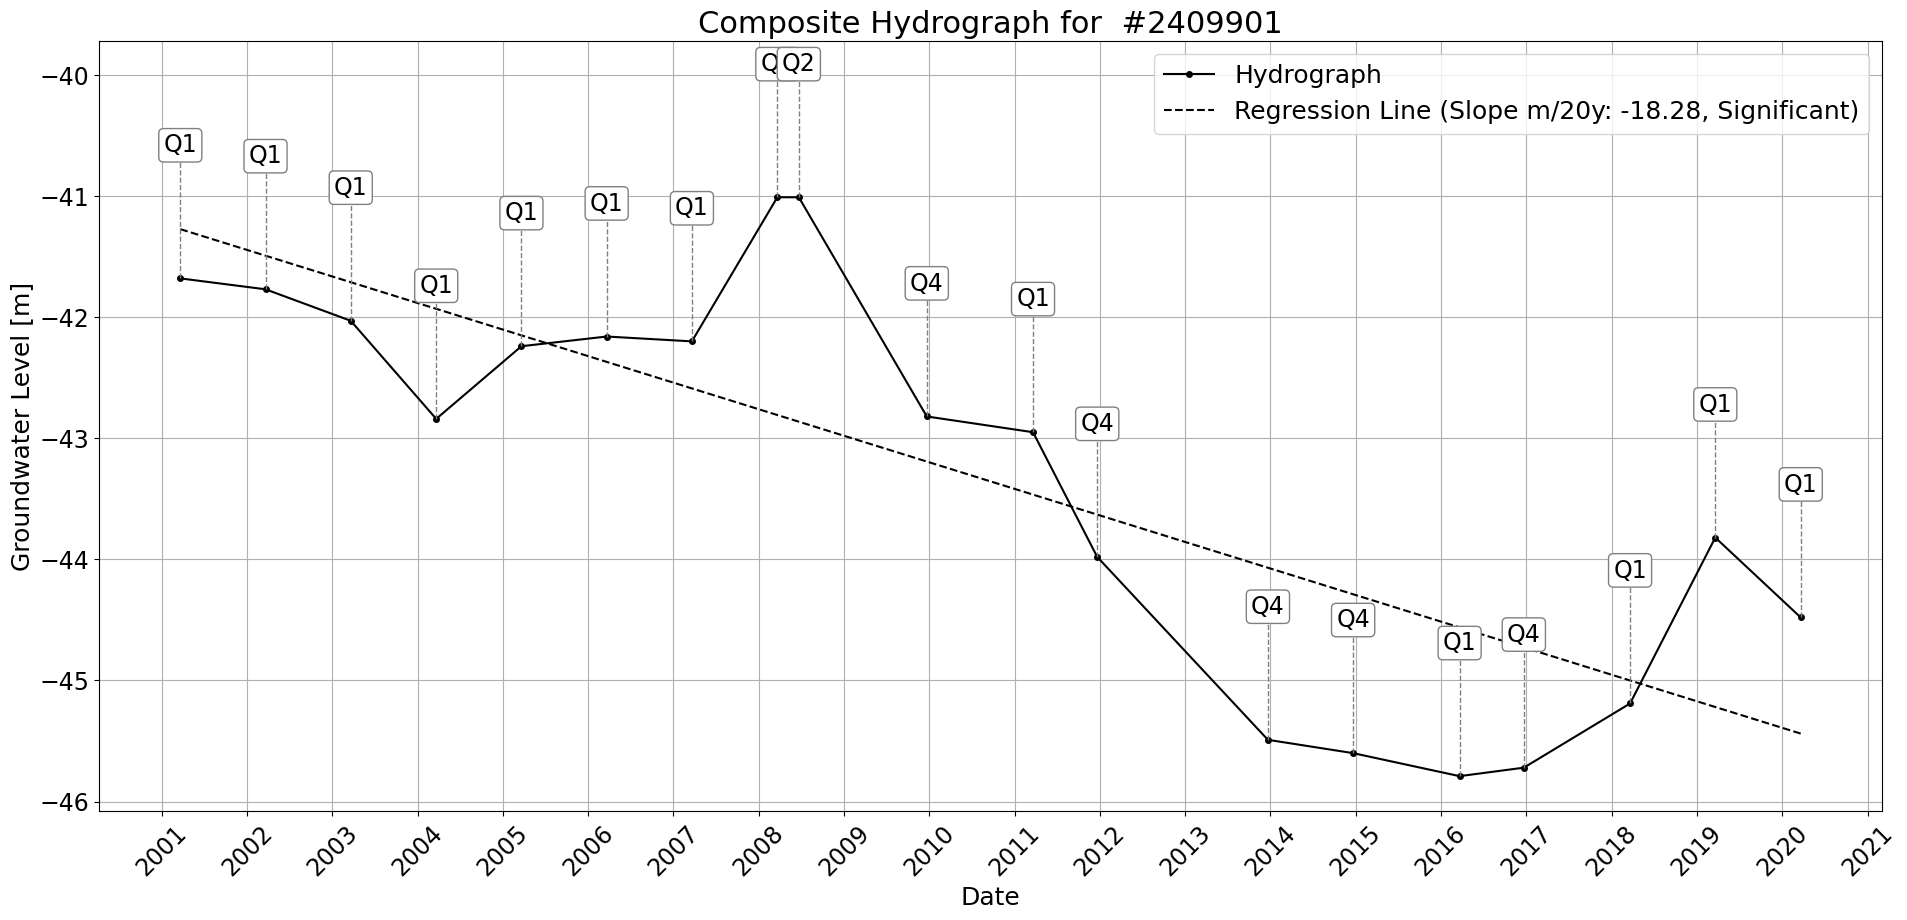 Composite Hydrograph for  #2409901
Hydrograph
Regression Line (Slope m/20y: -18.28, Significant)
Groundwater Level [m]
−40
−41
−42
−43
−44
−45
−46
Q1
Q1
Q1
Q1
Q1
Q1
Q1
Q2
Q4
Q1
Q4
Q4
Q4
Q1
Q4
Q1
Q1
Q1
2001
2002
2003
2004
2005
2006
2007
2008
2009
2010
2011
2012
2013
2014
2015
2016
2017
2018
2019
2020
2021
Date